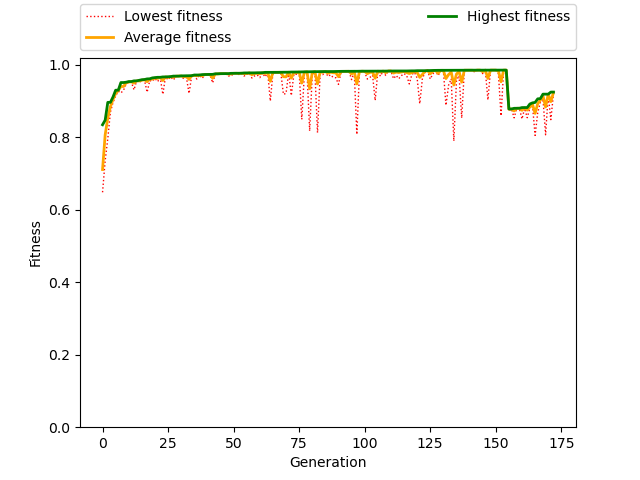 Lowest fitness
Average fitness
Highest fitness
1.0
0.8
0.6
0.4
0.2
0.0
Fitness
0 25 50 75 100 125 150 175
Generation